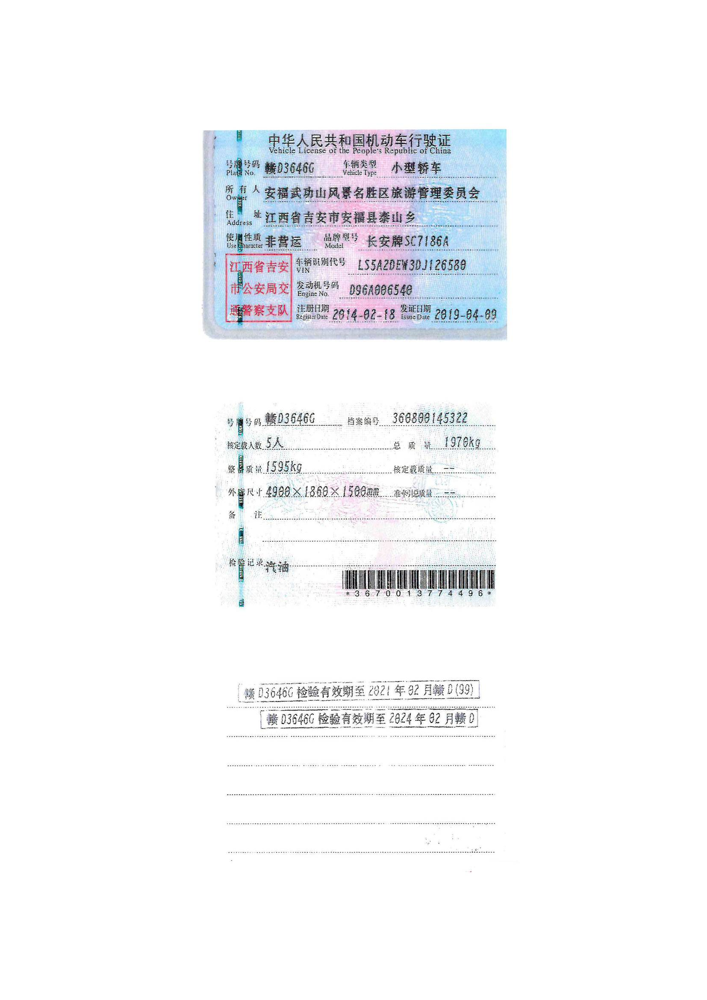 中华人民共和国机动车行驶证
Vehicle License of the People's Republic of China
号牌号码 赣D3646G 车辆类型 小型轿车
Plate No. Vehicle Type
所有人 安福武功山风景名胜区旅游管理委员会
Owner
住址 江西省吉安市安福县泰山乡
Address
使用性质 非营运 品牌型号 长安牌SC7186A
Use Character Model
江西省吉安
市公安局交
通警察支队
车辆识别代号 LS5A2DEW3DJ126580
VIN
发动机号码 D96A006540
Engine No.
注册日期 2014-02-18 发证日期 2019-04-09
Register Date Issue Date
号牌号码 赣D3646G 档案编号 360800145322
核定载人数 5人 总质量 1970kg
整备质量 1595kg 核定载质量 --
外廓尺寸 4900×1860×1500mm 准牵引总质量 --
备注
检验记录 汽油
*3670013774496*
赣D3646G检验有效期至2021年02月赣D(99)
赣D3646G检验有效期至2024年02月赣D